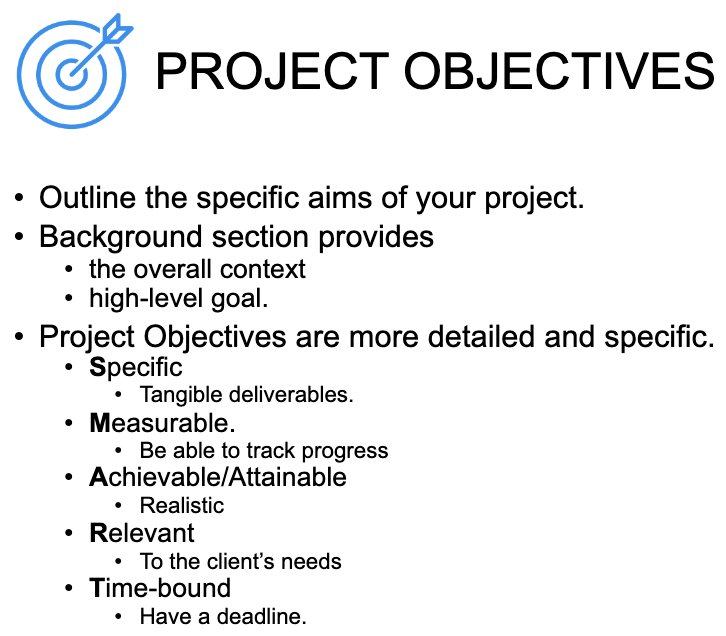 PROJECT OBJECTIVES
• Outline the specific aims of your project.
• Background section provides
• the overall context
• high-level goal.
• Project Objectives are more detailed and specific.
• Specific
• Tangible deliverables.
• Measurable.
• Be able to track progress
• Achievable/Attainable
• Realistic
• Relevant
• To the client’s needs
• Time-bound
• Have a deadline.